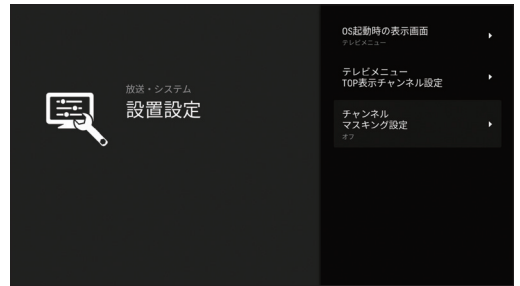 放送・システム
設置設定
OS起動時の表示画面
テレビメニュー
テレビメニュー
TOP表示チャンネル設定
チャンネル
マスキング設定
オフ